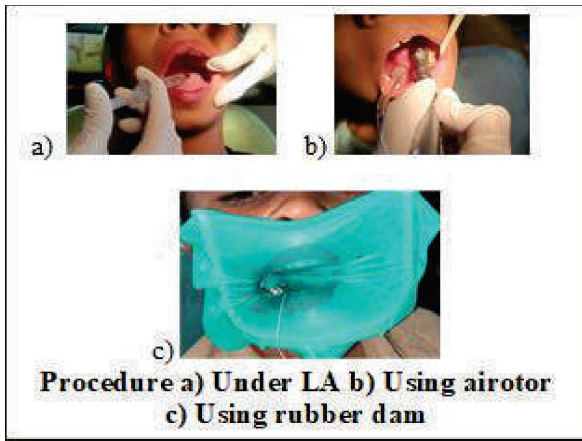 a)
b)
c)
Procedure a) Under LA b) Using airotor
c) Using rubber dam